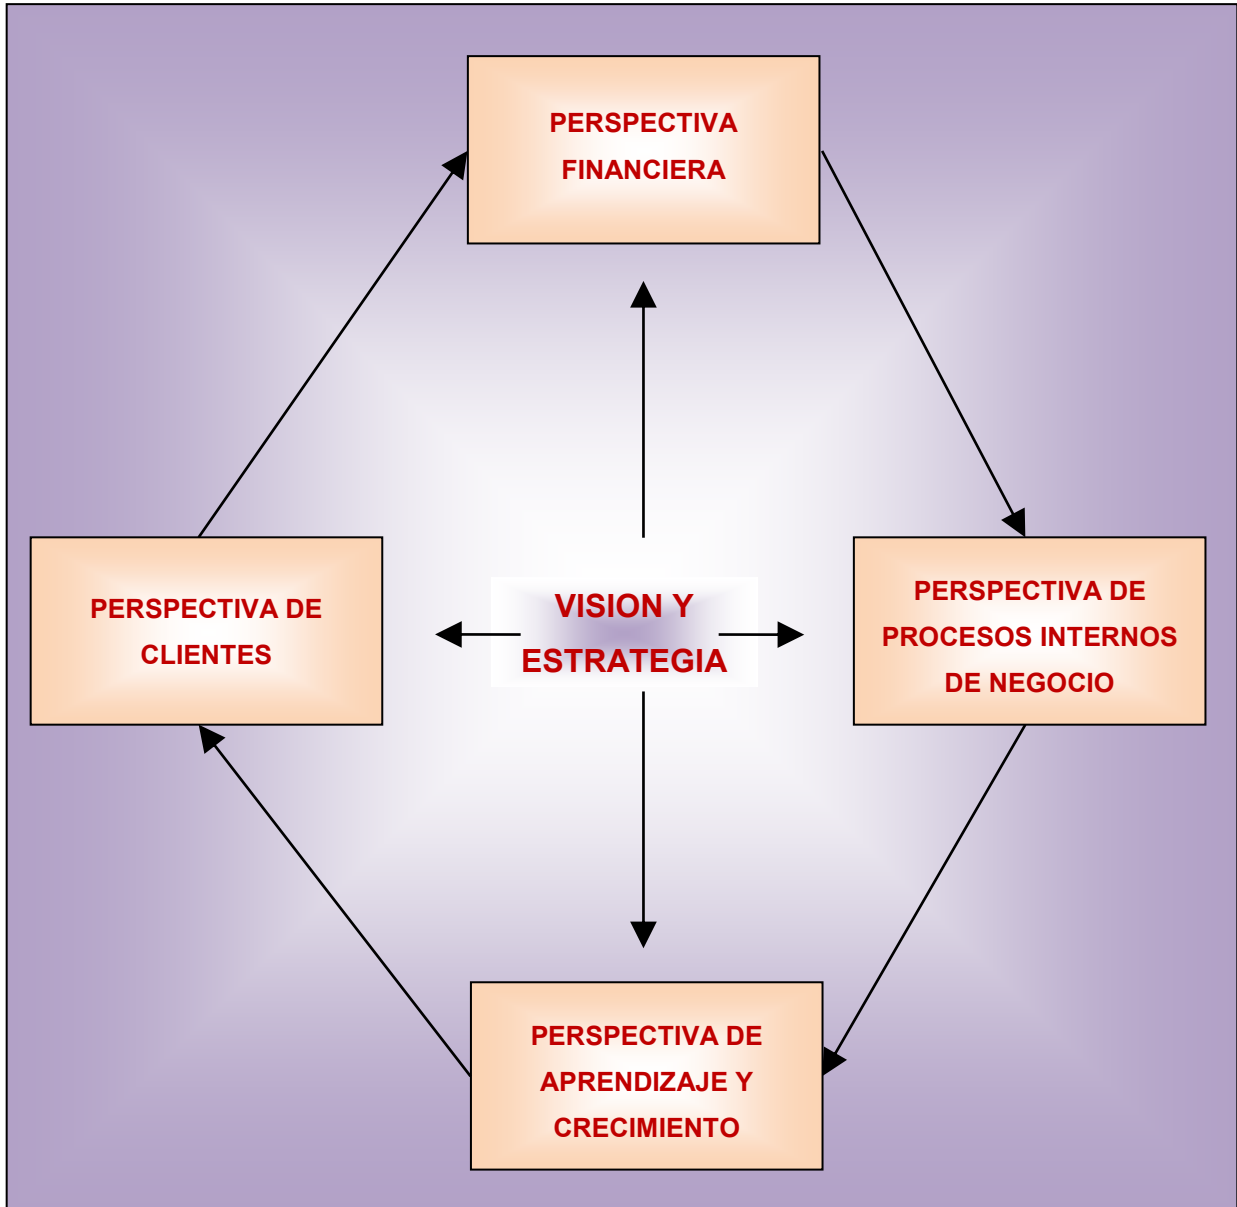 PERSPECTIVA
FINANCIERA
PERSPECTIVA DE
CLIENTES
VISION Y
ESTRATEGIA
PERSPECTIVA DE
PROCESOS INTERNOS
DE NEGOCIO
PERSPECTIVA DE
APRENDIZAJE Y
CRECIMIENTO